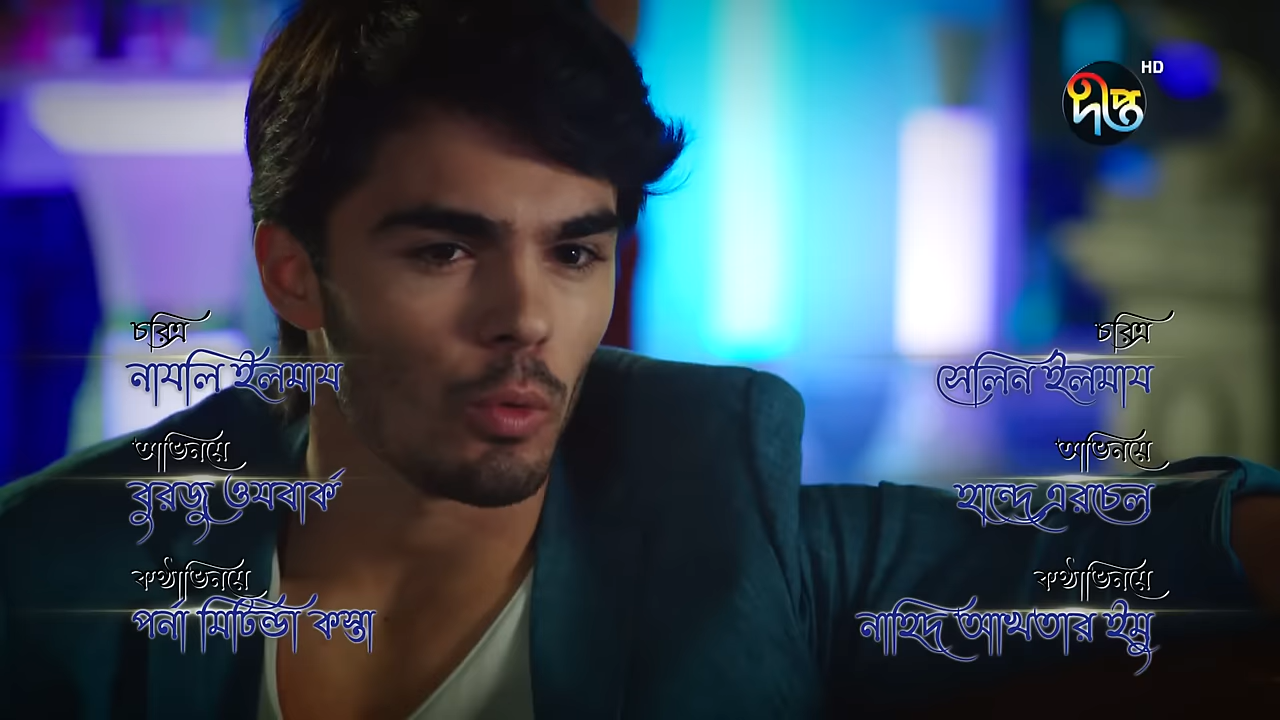 HD
দীপ্ত
চরিত্র
নাযলি ইলমায
অভিনয়ে
বুরজু ওযবার্ক
কণ্ঠাভিনয়ে
পর্না মিটিল্ডা কস্তা
চরিত্র
সেলিন ইলমায
অভিনয়ে
হান্দে এরচেল
কণ্ঠাভিনয়ে
নাহিদ আখতার ইমু